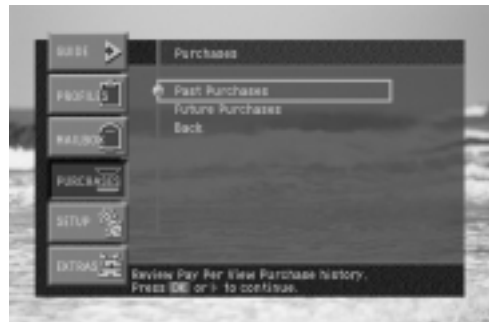 GUIDE
Purchases
PROFILES
Past Purchases
Future Purchases
Back
MAILBOX
PURCHASES
SETUP
EXTRAS
Review Pay Per View Purchase history.
Press OK or to continue.